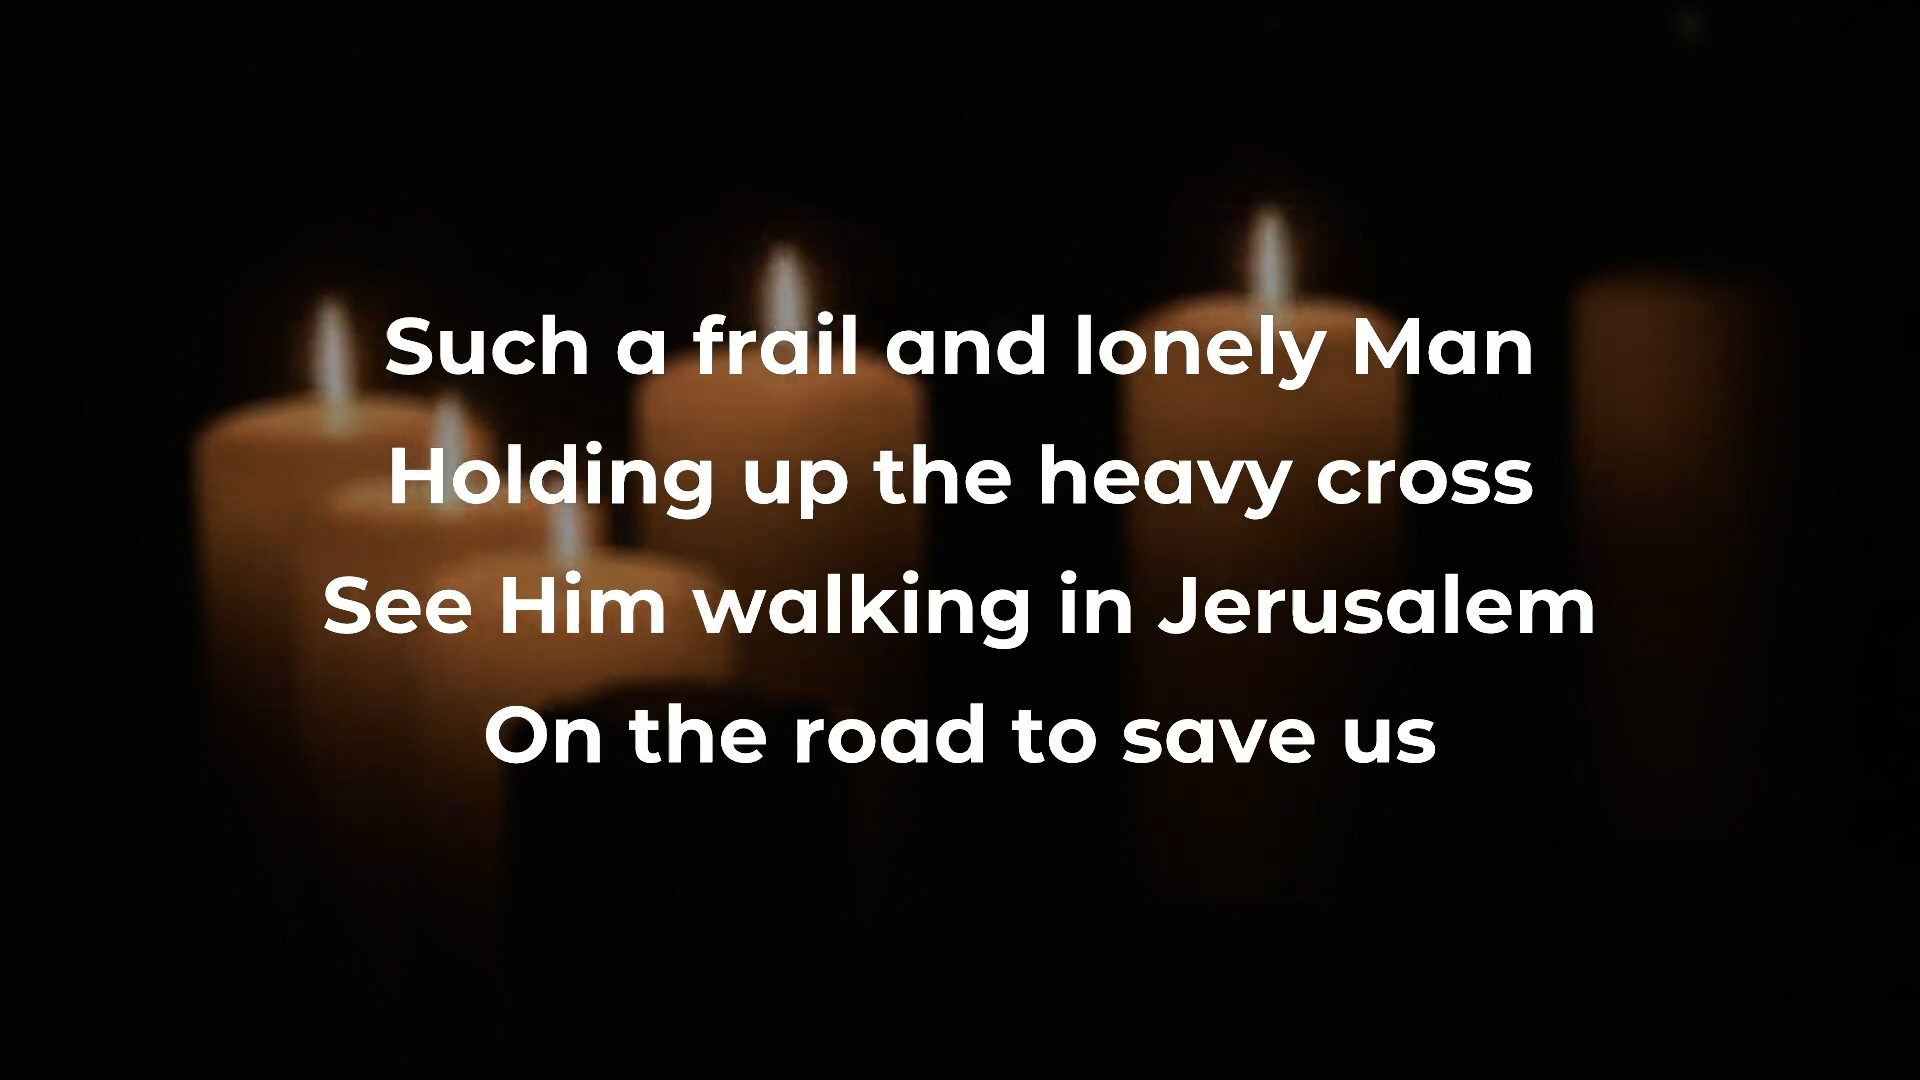 Such a frail and lonely Man
Holding up the heavy cross
See Him walking in Jerusalem
On the road to save us